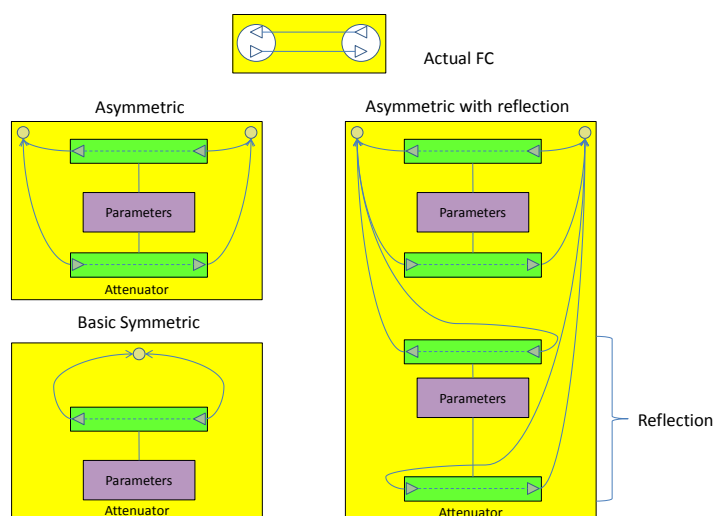 Actual FC
Asymmetric
Parameters
Attenuator
Basic Symmetric
Parameters
Attenuator
Asymmetric with reflection
Parameters
Parameters
Reflection
Attenuator